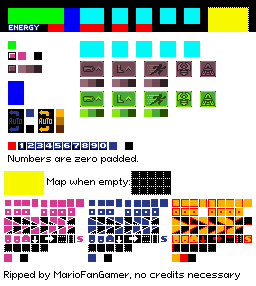 ENERGY
AUTO AUTO
1234567890
Numbers are zero padded.
Map when empty:
S S S
Ripped by MarioFanGamer, no credits necessary